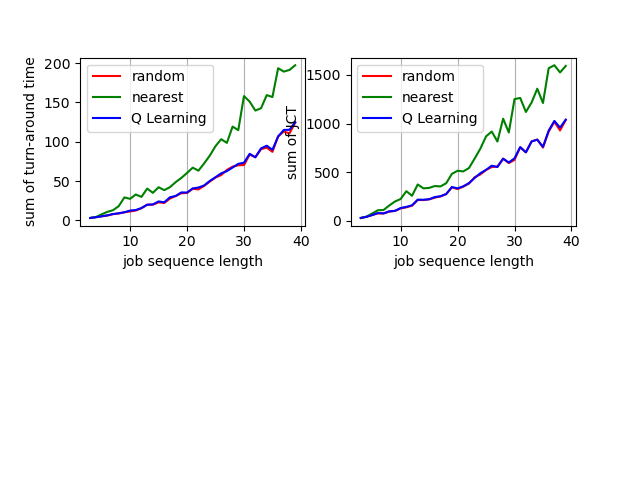 sum of turn-around time
200
150
100
50
0
random
nearest
Q Learning
10
20
30
40
job sequence length
sum of JCT
1500
1000
500
0
random
nearest
Q Learning
10
20
30
40
job sequence length